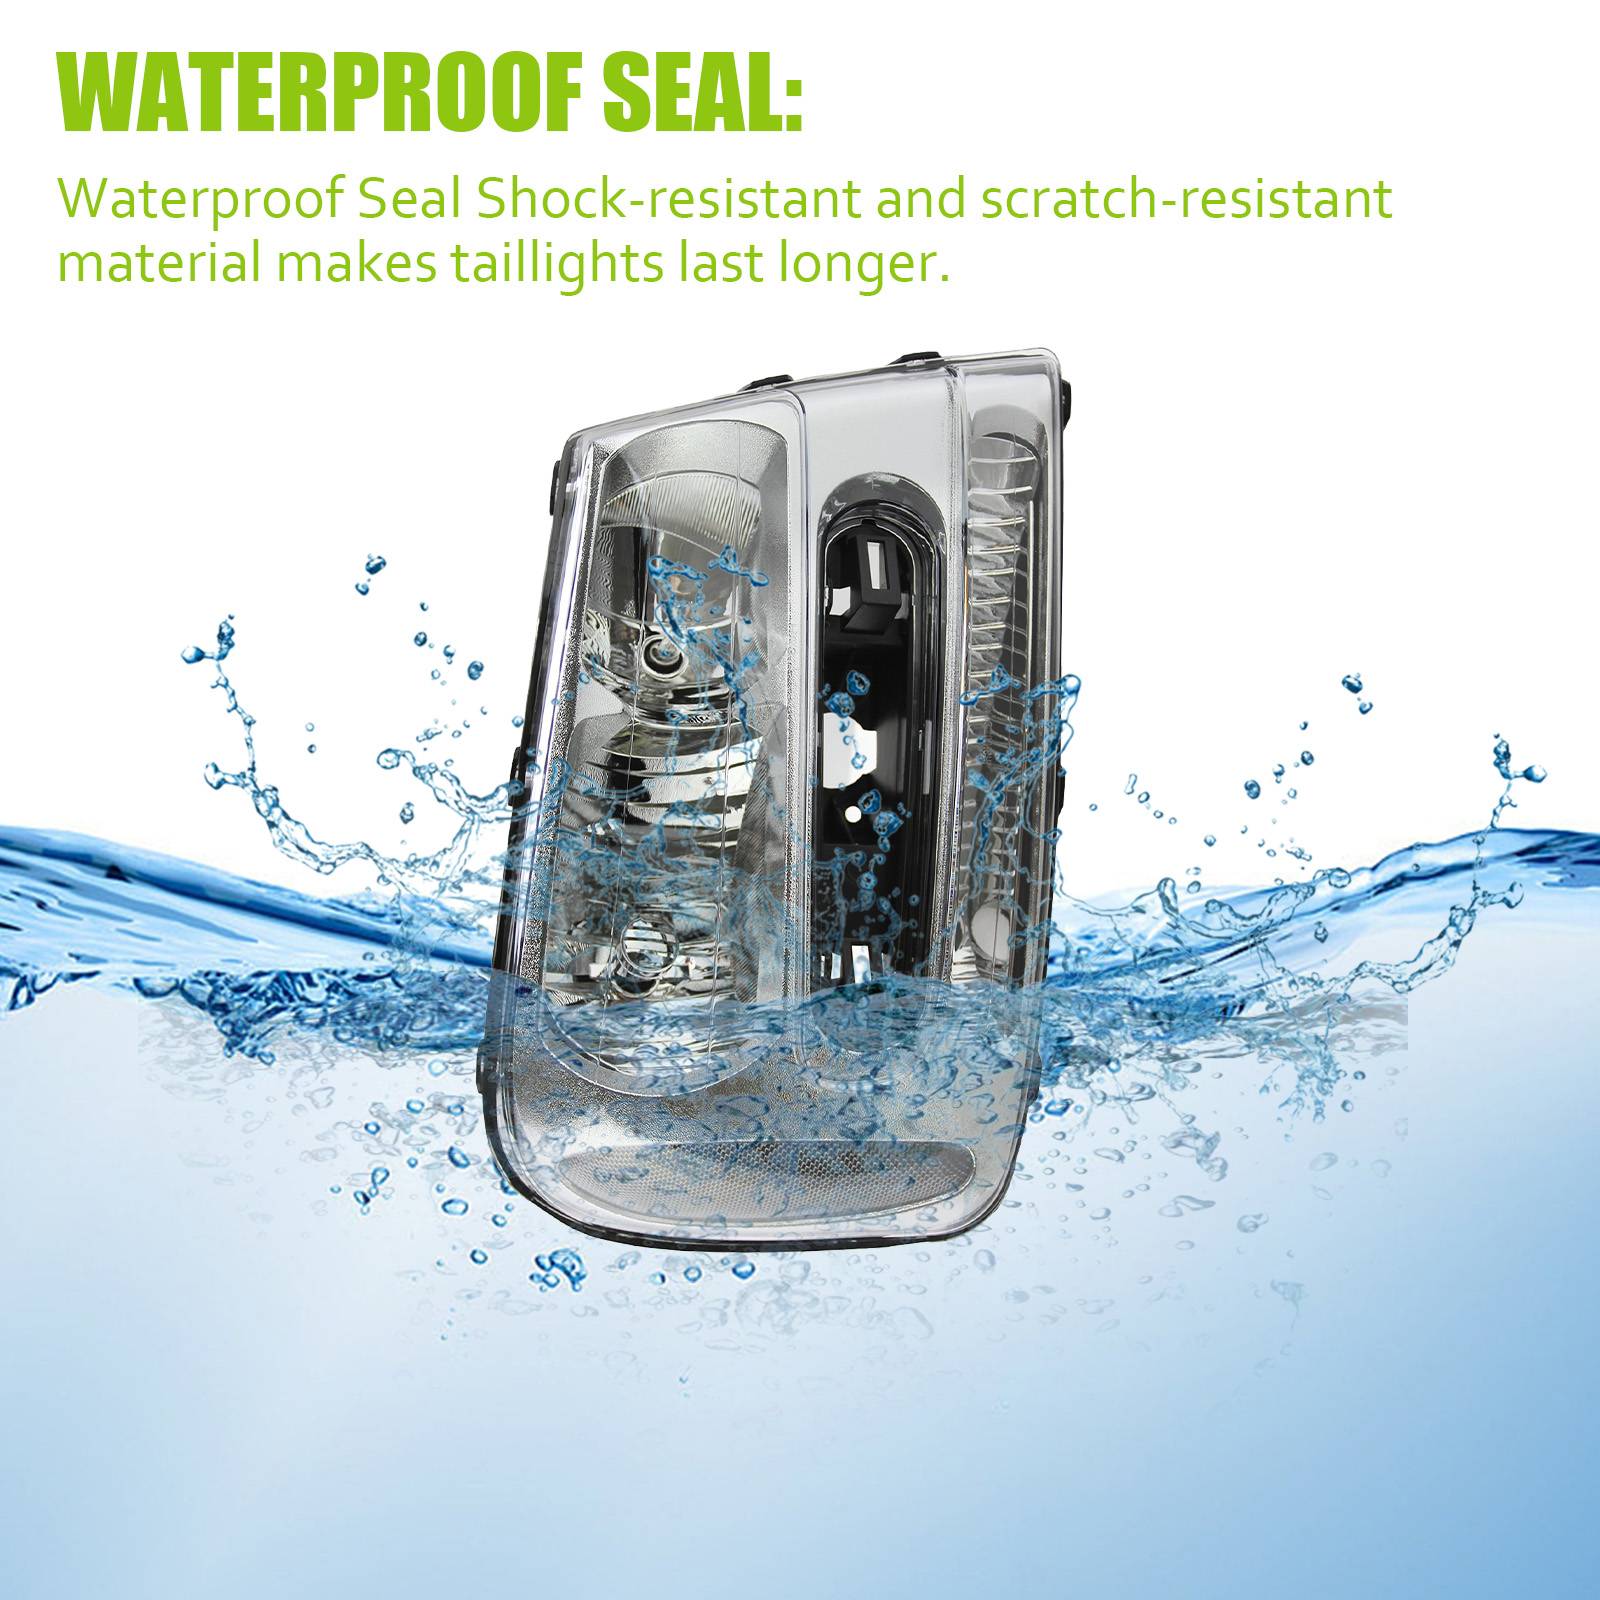 WATERPROOF SEAL:
Waterproof Seal Shock-resistant and scratch-resistant
material makes taillights last longer.